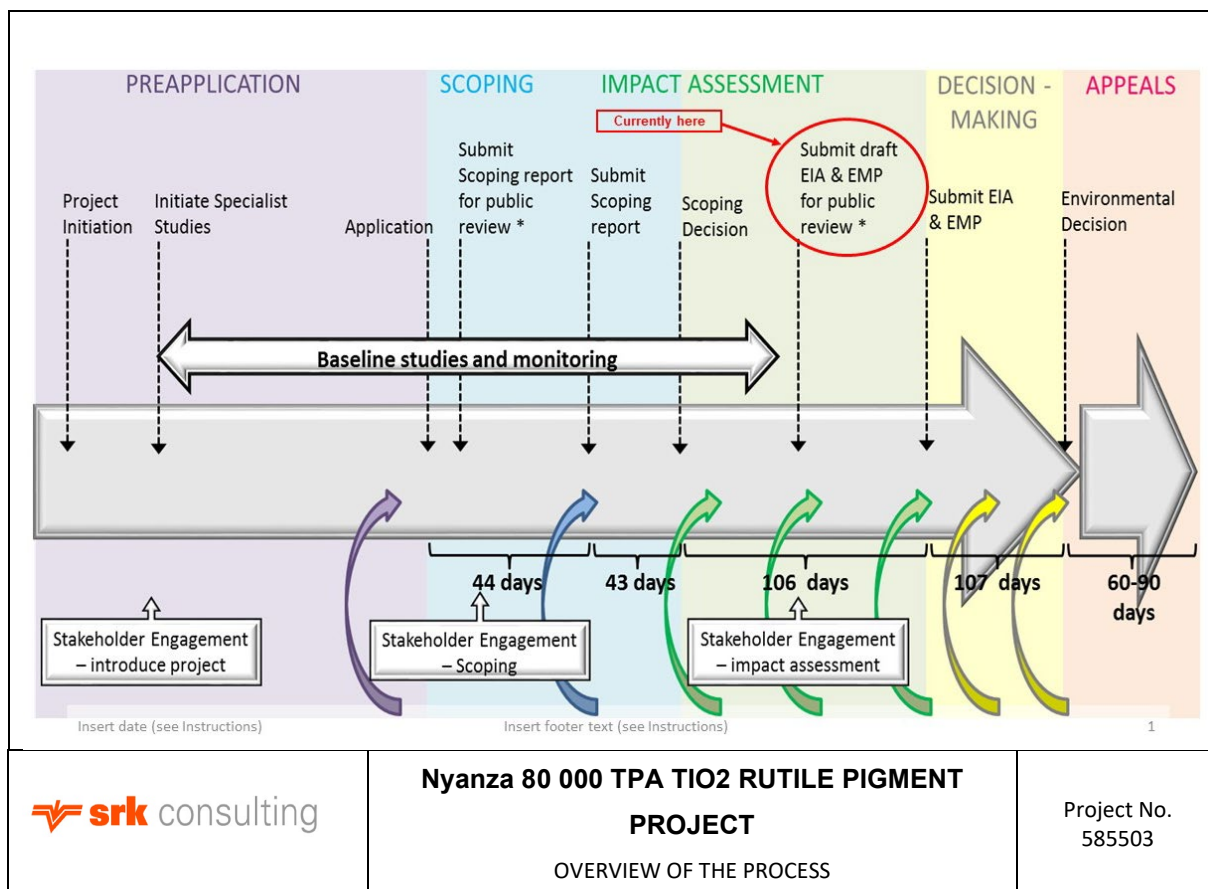 PREAPPLICATION
SCOPING
IMPACT ASSESSMENT
DECISION -
MAKING
APPEALS
Currently here
Project
Initiation
Initiate Specialist
Studies
Application
Submit
Scoping report
for public
review *
Submit
Scoping
report
Scoping
Decision
Submit draft
EIA & EMP
for public
review *
Submit EIA
& EMP
Environmental
Decision
Baseline studies and monitoring
44 days
43 days
106 days
107 days
60-90
days
Stakeholder Engagement
– introduce project
Stakeholder Engagement
– Scoping
Stakeholder Engagement
– impact assessment
Insert date (see Instructions)
Insert footer text (see Instructions)
1
srk consulting
Nyanza 80 000 TPA TIO2 RUTILE PIGMENT
PROJECT
OVERVIEW OF THE PROCESS
Project No.
585503